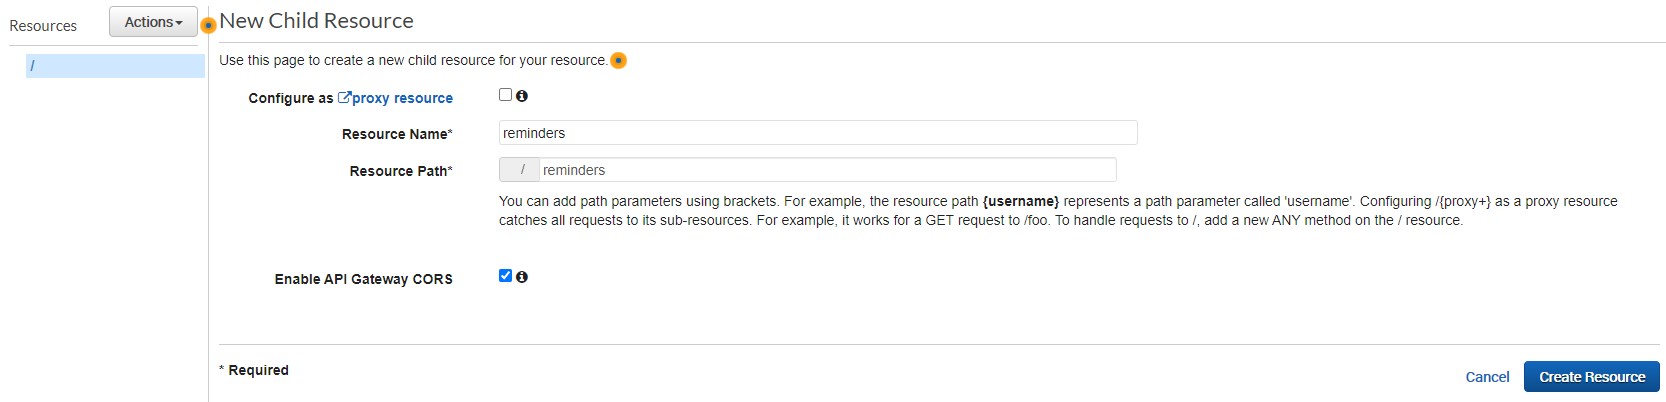 Resources
Actions
/
New Child Resource
Use this page to create a new child resource for your resource.
Configure as proxy resource
Resource Name* reminders
Resource Path* / reminders
You can add path parameters using brackets. For example, the resource path {username} represents a path parameter called 'username'. Configuring /{proxy+} as a proxy resource
catches all requests to its sub-resources. For example, it works for a GET request to /foo. To handle requests to /, add a new ANY method on the / resource.
Enable API Gateway CORS
* Required
Cancel Create Resource